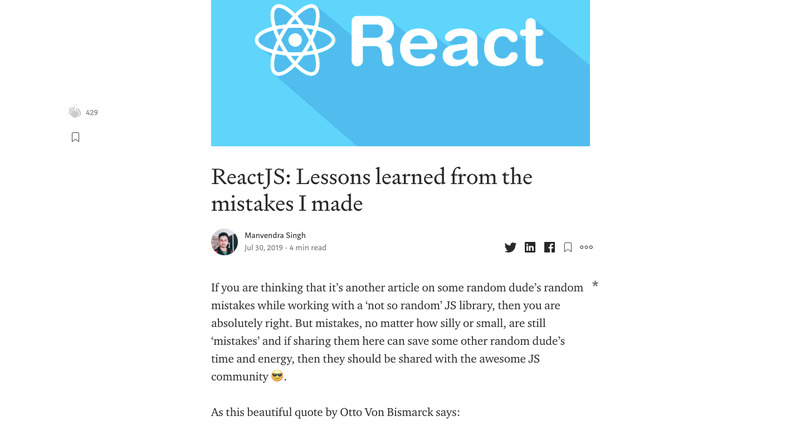 React
429
ReactJS: Lessons learned from the
mistakes I made
Manvendra Singh
Jul 30, 2019 · 4 min read
If you are thinking that it’s another article on some random dude’s random *
mistakes while working with a ‘not so random’ JS library, then you are
absolutely right. But mistakes, no matter how silly or small, are still
‘mistakes’ and if sharing them here can save some other random dude’s
time and energy, then they should be shared with the awesome JS
community 😎.
As this beautiful quote by Otto Von Bismarck says: